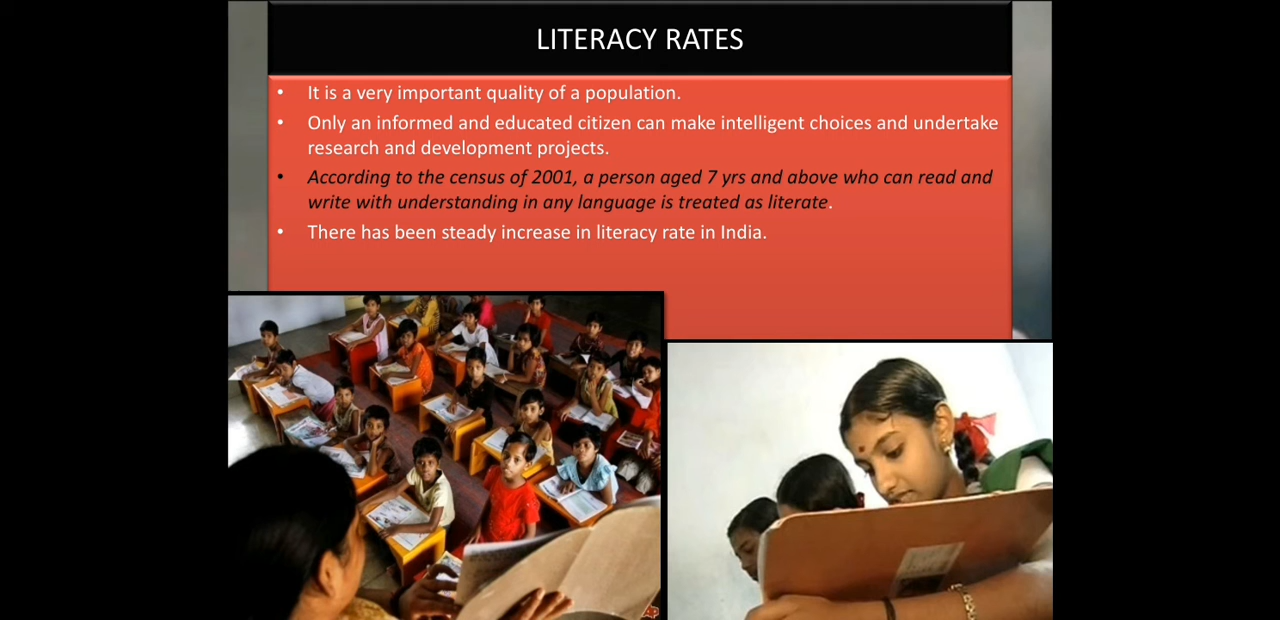 LITERACY RATES
• It is a very important quality of a population.
• Only an informed and educated citizen can make intelligent choices and undertake
research and development projects.
• According to the census of 2001, a person aged 7 yrs and above who can read and
write with understanding in any language is treated as literate.
• There has been steady increase in literacy rate in India.